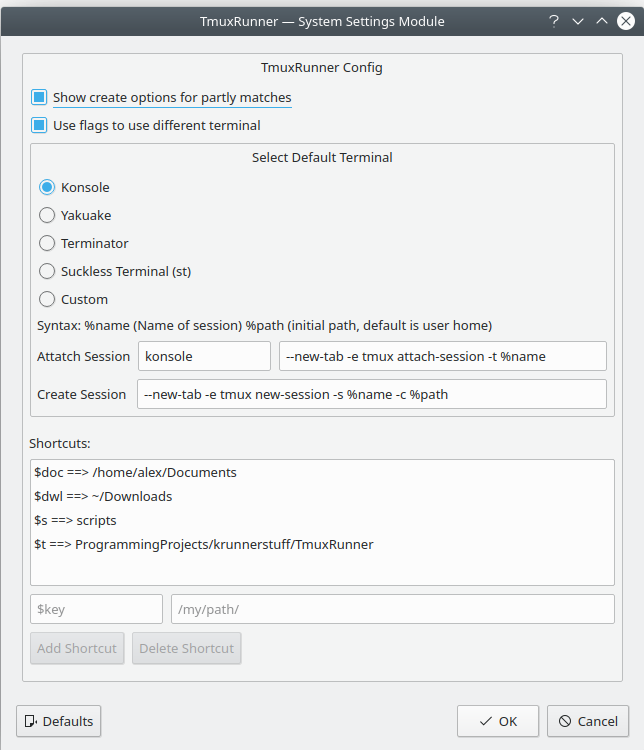 TmuxRunner — System Settings Module
TmuxRunner Config
Show create options for partly matches
Use flags to use different terminal
Select Default Terminal
Konsole
Yakuake
Terminator
Suckless Terminal (st)
Custom
Syntax: %name (Name of session) %path (initial path, default is user home)
Attatch Session konsole --new-tab -e tmux attach-session -t %name
Create Session --new-tab -e tmux new-session -s %name -c %path
Shortcuts:
$doc ==> /home/alex/Documents
$dwl ==> ~/Downloads
$s ==> scripts
$t ==> ProgrammingProjects/krunnerstuff/TmuxRunner
$key /my/path/
Add Shortcut Delete Shortcut
Defaults OK Cancel